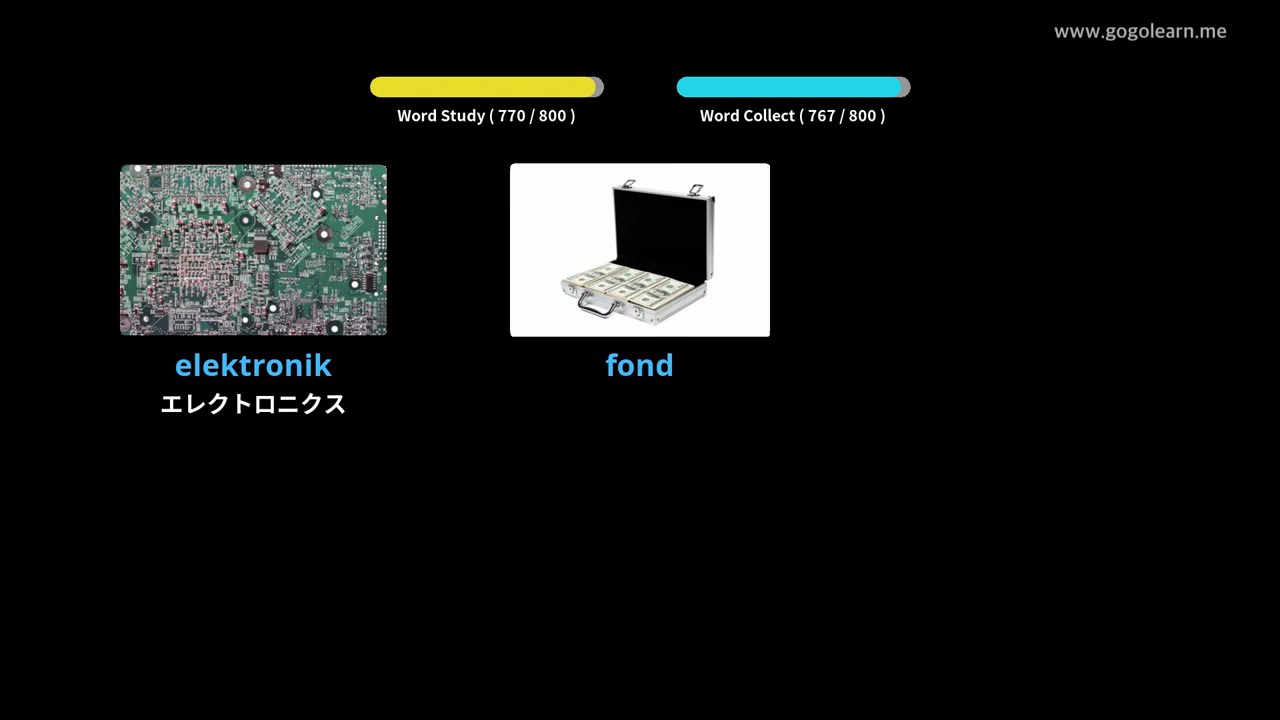 www.gogolearn.me
Word Study ( 770 / 800 )
Word Collect ( 767 / 800 )
elektronik
エレクトロニクス
fond